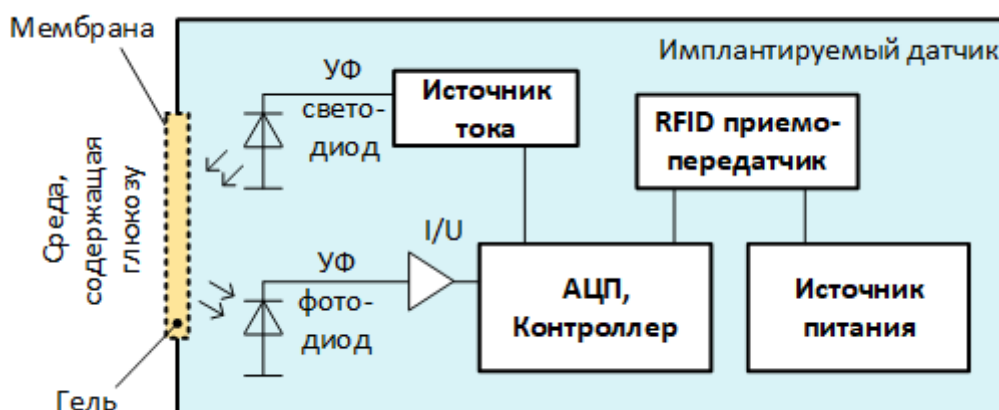 Мембрана
Имплантируемый датчик
УФ
свето-
диод
Источник
тока
RFID приемо-
передатчик
Среда,
содержащая
глюкозу
I/U
УФ
фото-
диод
АЦП,
Контроллер
Источник
питания
Гель